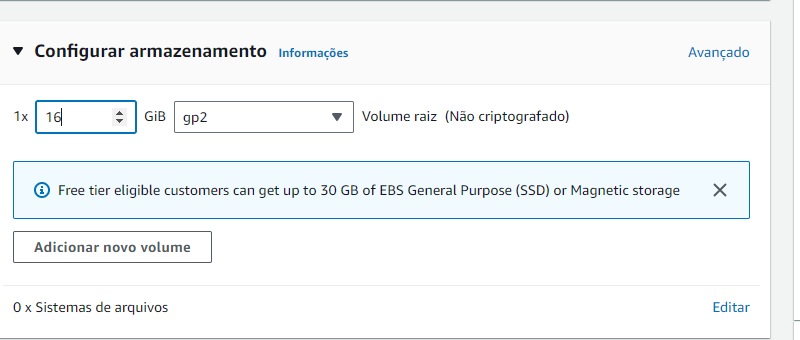 Configurar armazenamento Informações Avançado
1x 16 GiB gp2 Volume raiz (Não criptografado)
Free tier eligible customers can get up to 30 GB of EBS General Purpose (SSD) or Magnetic storage
Adicionar novo volume
0 x Sistemas de arquivos Editar